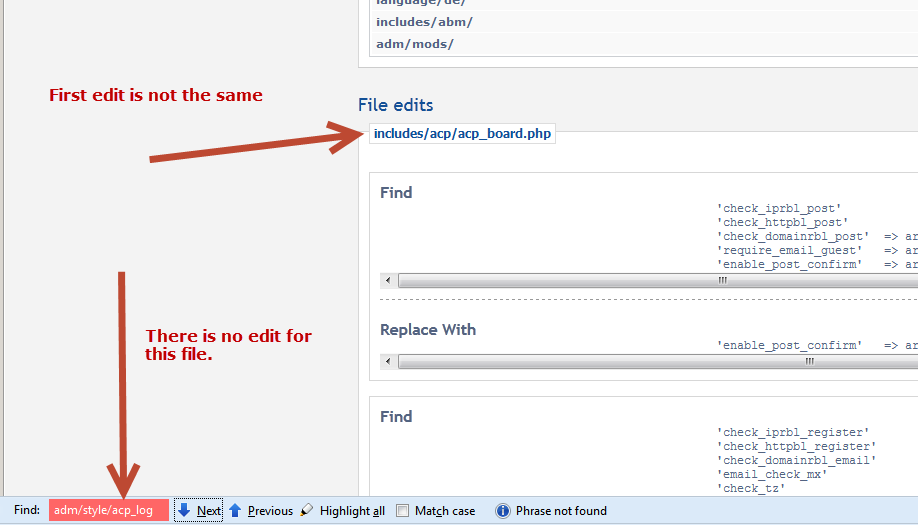 language/de/
includes/abm/
adm/mods/
First edit is not the same
File edits
includes/acp/acp_board.php
Find
'check_iprbl_post'
'check_httpbl_post'
'check_domainrbl_post' => ar
'require_email_guest' => ar
'enable_post_confirm' => ar
There is no edit for
this file.
Replace With
'enable_post_confirm' => ar
Find
'check_iprbl_register'
'check_httpbl_register'
'check_domainrbl_email'
'email_check_mx'
'check_tz'
Find: adm/style/acp_log Next Previous Highlight all Match case Phrase not found